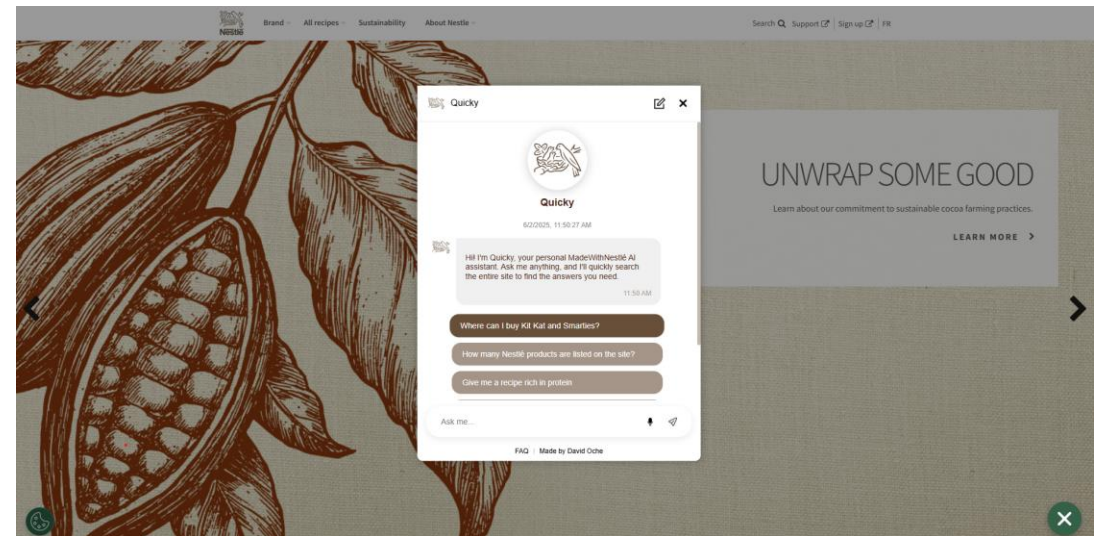 Nestlé
Brand
All recipes
Sustainability
About Nestle
Search
Support
Sign up
FR
Quicky
Quicky
6/2/2025, 11:50:27 AM
Hi! I'm Quicky, your personal MadeWithNestlé AI
assistant. Ask me anything, and I'll quickly search
the entire site to find the answers you need.
11:50 AM
Where can I buy Kit Kat and Smarties?
How many Nestlé products are listed on the site?
Give me a recipe rich in protein
Ask me...
FAQ | Made by David Oche
UNWRAP SOME GOOD
Learn about our commitment to sustainable cocoa farming practices.
LEARN MORE